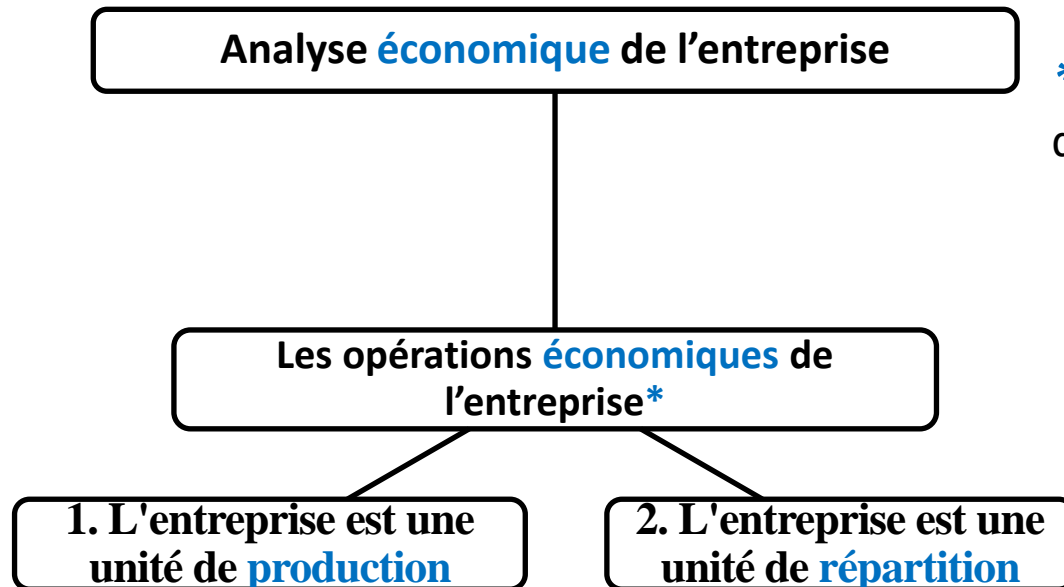 Analyse économique de l’entreprise
*
Les opérations économiques de
l’entreprise*
1. L'entreprise est une
unité de production
2. L'entreprise est une
unité de répartition